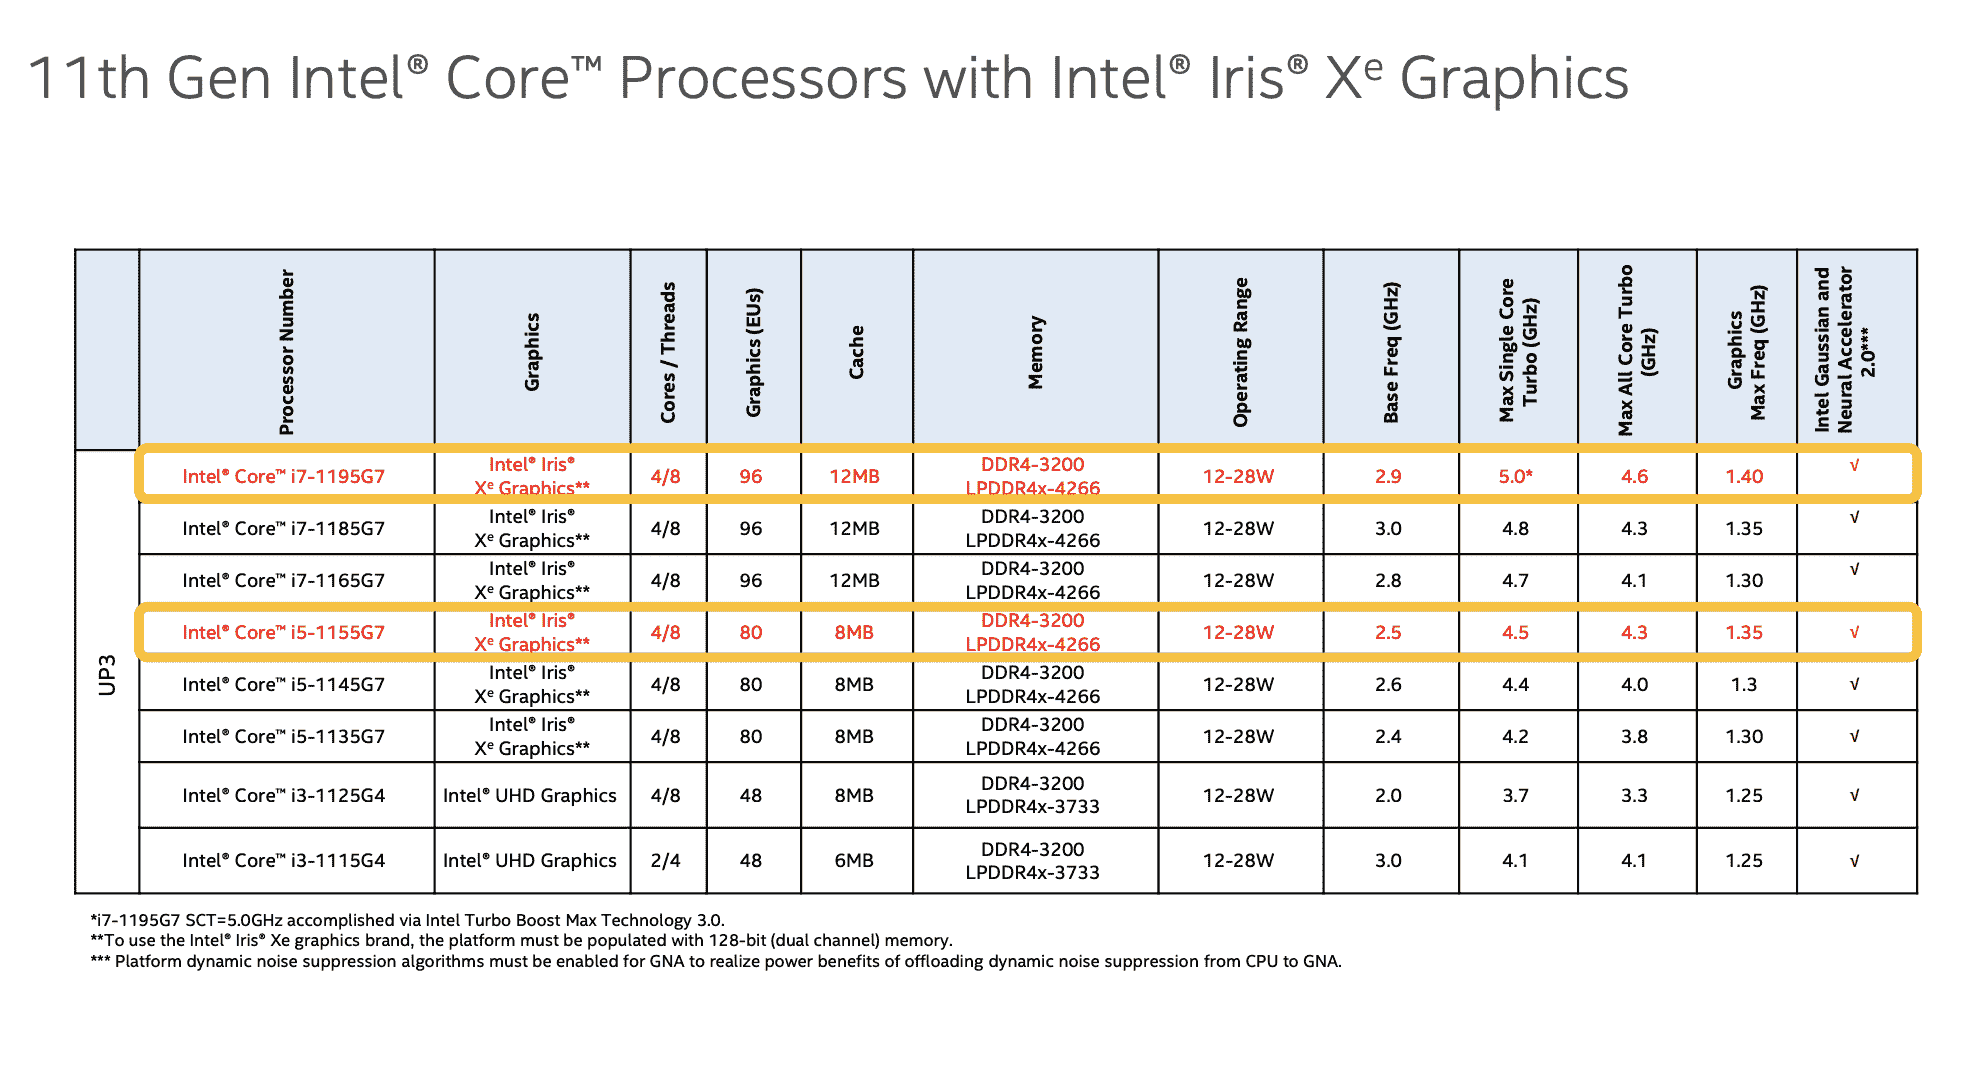 11th Gen Intel® Core™ Processors with Intel® Iris® Xᵉ Graphics
Processor Number
Graphics
Cores / Threads
Graphics (EUs)
Cache
Memory
Operating Range
Base Freq (GHz)
Max Single Core
Turbo (GHz)
Max All Core Turbo
(GHz)
Graphics
Max Freq (GHz)
Intel Gaussian and
Neural Accelerator
2.0***
UP3
Intel® Core™ i7-1195G7
Intel® Iris®
Xᵉ Graphics**
4/8
96
12MB
DDR4-3200
LPDDR4x-4266
12-28W
2.9
5.0*
4.6
1.40
√
Intel® Core™ i7-1185G7
Intel® Iris®
Xᵉ Graphics**
4/8
96
12MB
DDR4-3200
LPDDR4x-4266
12-28W
3.0
4.8
4.3
1.35
√
Intel® Core™ i7-1165G7
Intel® Iris®
Xᵉ Graphics**
4/8
96
12MB
DDR4-3200
LPDDR4x-4266
12-28W
2.8
4.7
4.1
1.30
√
Intel® Core™ i5-1155G7
Intel® Iris®
Xᵉ Graphics**
4/8
80
8MB
DDR4-3200
LPDDR4x-4266
12-28W
2.5
4.5
4.3
1.35
√
Intel® Core™ i5-1145G7
Intel® Iris®
Xᵉ Graphics**
4/8
80
8MB
DDR4-3200
LPDDR4x-4266
12-28W
2.6
4.4
4.0
1.3
√
Intel® Core™ i5-1135G7
Intel® Iris®
Xᵉ Graphics**
4/8
80
8MB
DDR4-3200
LPDDR4x-4266
12-28W
2.4
4.2
3.8
1.30
√
Intel® Core™ i3-1125G4
Intel® UHD Graphics
4/8
48
8MB
DDR4-3200
LPDDR4x-3733
12-28W
2.0
3.7
3.3
1.25
√
Intel® Core™ i3-1115G4
Intel® UHD Graphics
2/4
48
6MB
DDR4-3200
LPDDR4x-3733
12-28W
3.0
4.1
4.1
1.25
√
*i7-1195G7 SCT=5.0GHz accomplished via Intel Turbo Boost Max Technology 3.0.
**To use the Intel® Iris® Xe graphics brand, the platform must be populated with 128-bit (dual channel) memory.
*** Platform dynamic noise suppression algorithms must be enabled for GNA to realize power benefits of offloading dynamic noise suppression from CPU to GNA.